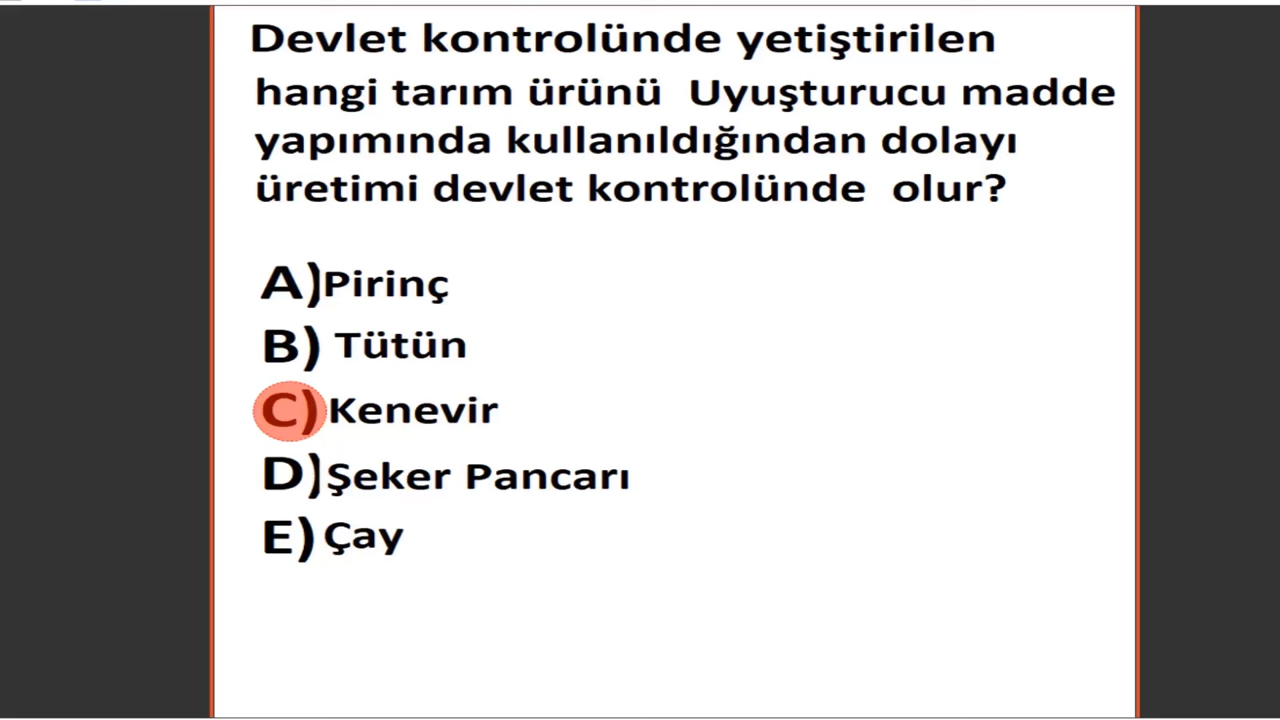 Devlet kontrolünde yetiştirilen
hangi tarım ürünü Uyuşturucu madde
yapımında kullanıldığından dolayı
üretimi devlet kontrolünde olur?
A)Pirinç
B) Tütün
C)Kenevir
D)Şeker Pancarı
E)Çay